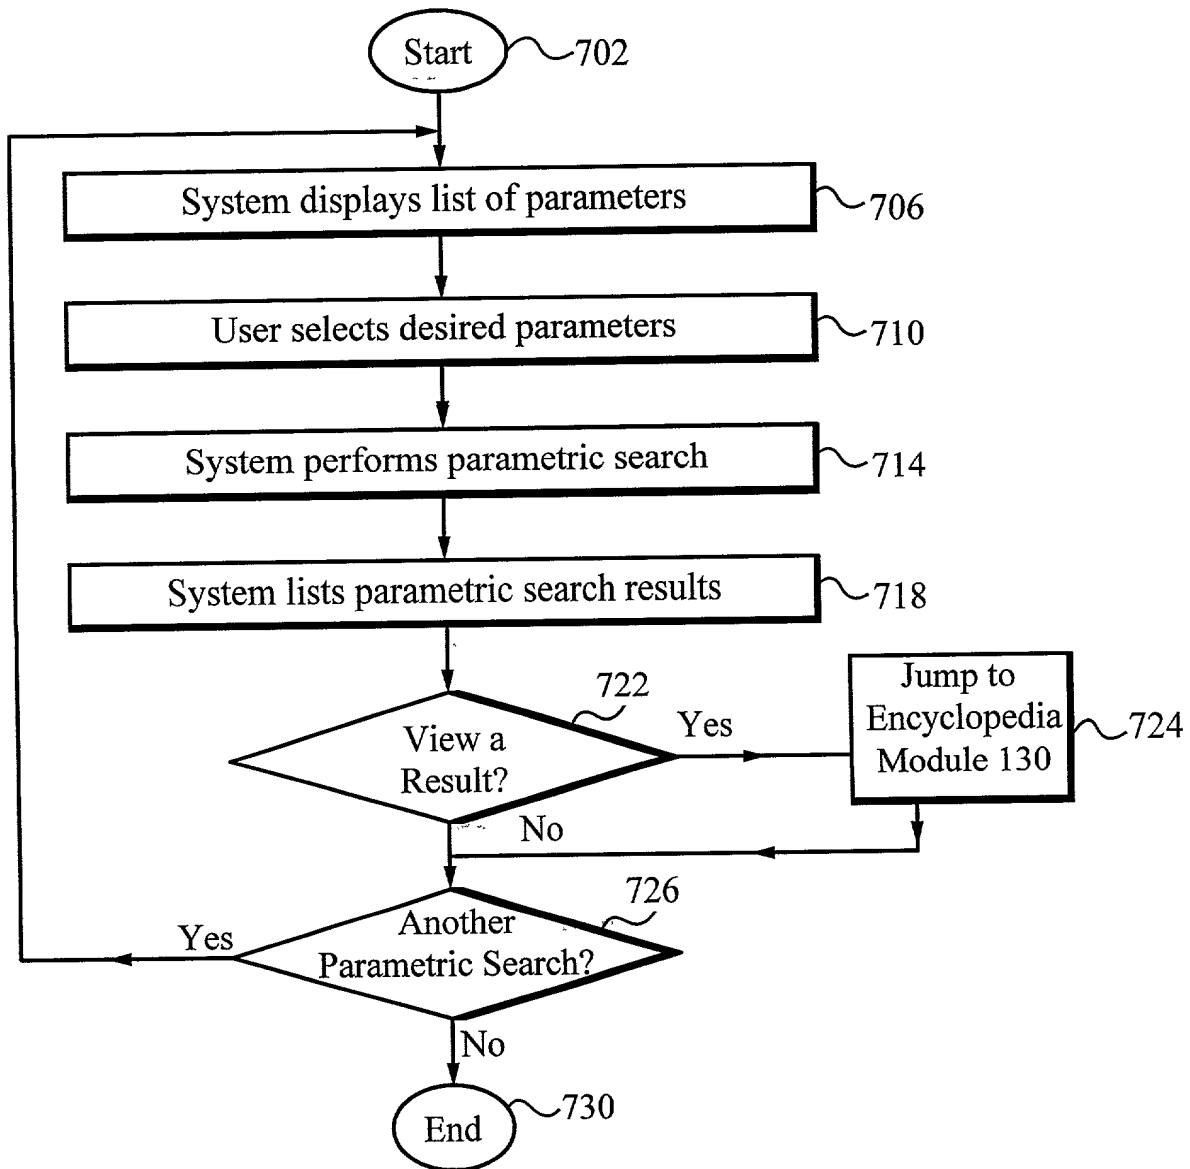 Start
702
System displays list of parameters
706
User selects desired parameters
710
System performs parametric search
714
System lists parametric search results
718
722
View a
Result?
Yes
Jump to
Encyclopedia
Module 130
724
No
726
Another
Parametric Search?
Yes
No
End
730